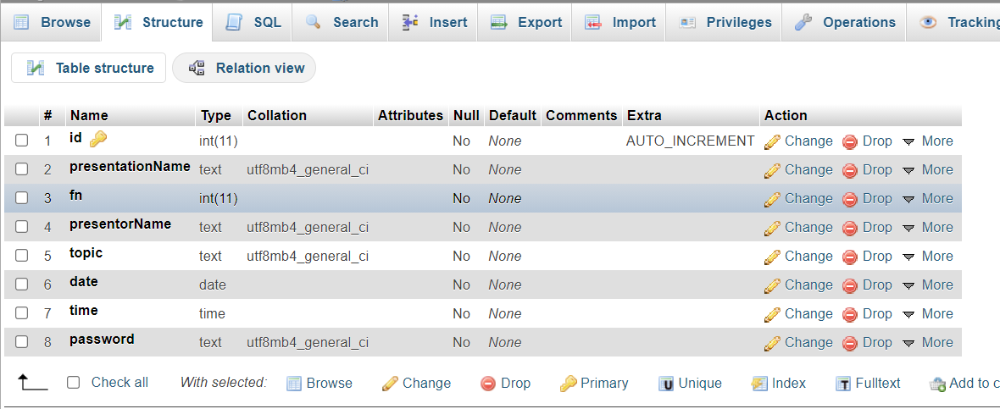 Browse Structure SQL Search Insert Export Import Privileges Operations Tracking
Table structure Relation view
# Name Type Collation Attributes Null Default Comments Extra Action
1 id int(11) No None AUTO_INCREMENT Change Drop More
2 presentationName text utf8mb4_general_ci No None Change Drop More
3 fn int(11) No None Change Drop More
4 presentorName text utf8mb4_general_ci No None Change Drop More
5 topic text utf8mb4_general_ci No None Change Drop More
6 date date No None Change Drop More
7 time time No None Change Drop More
8 password text utf8mb4_general_ci No None Change Drop More
Check all With selected: Browse Change Drop Primary Unique Index Fulltext Add to c